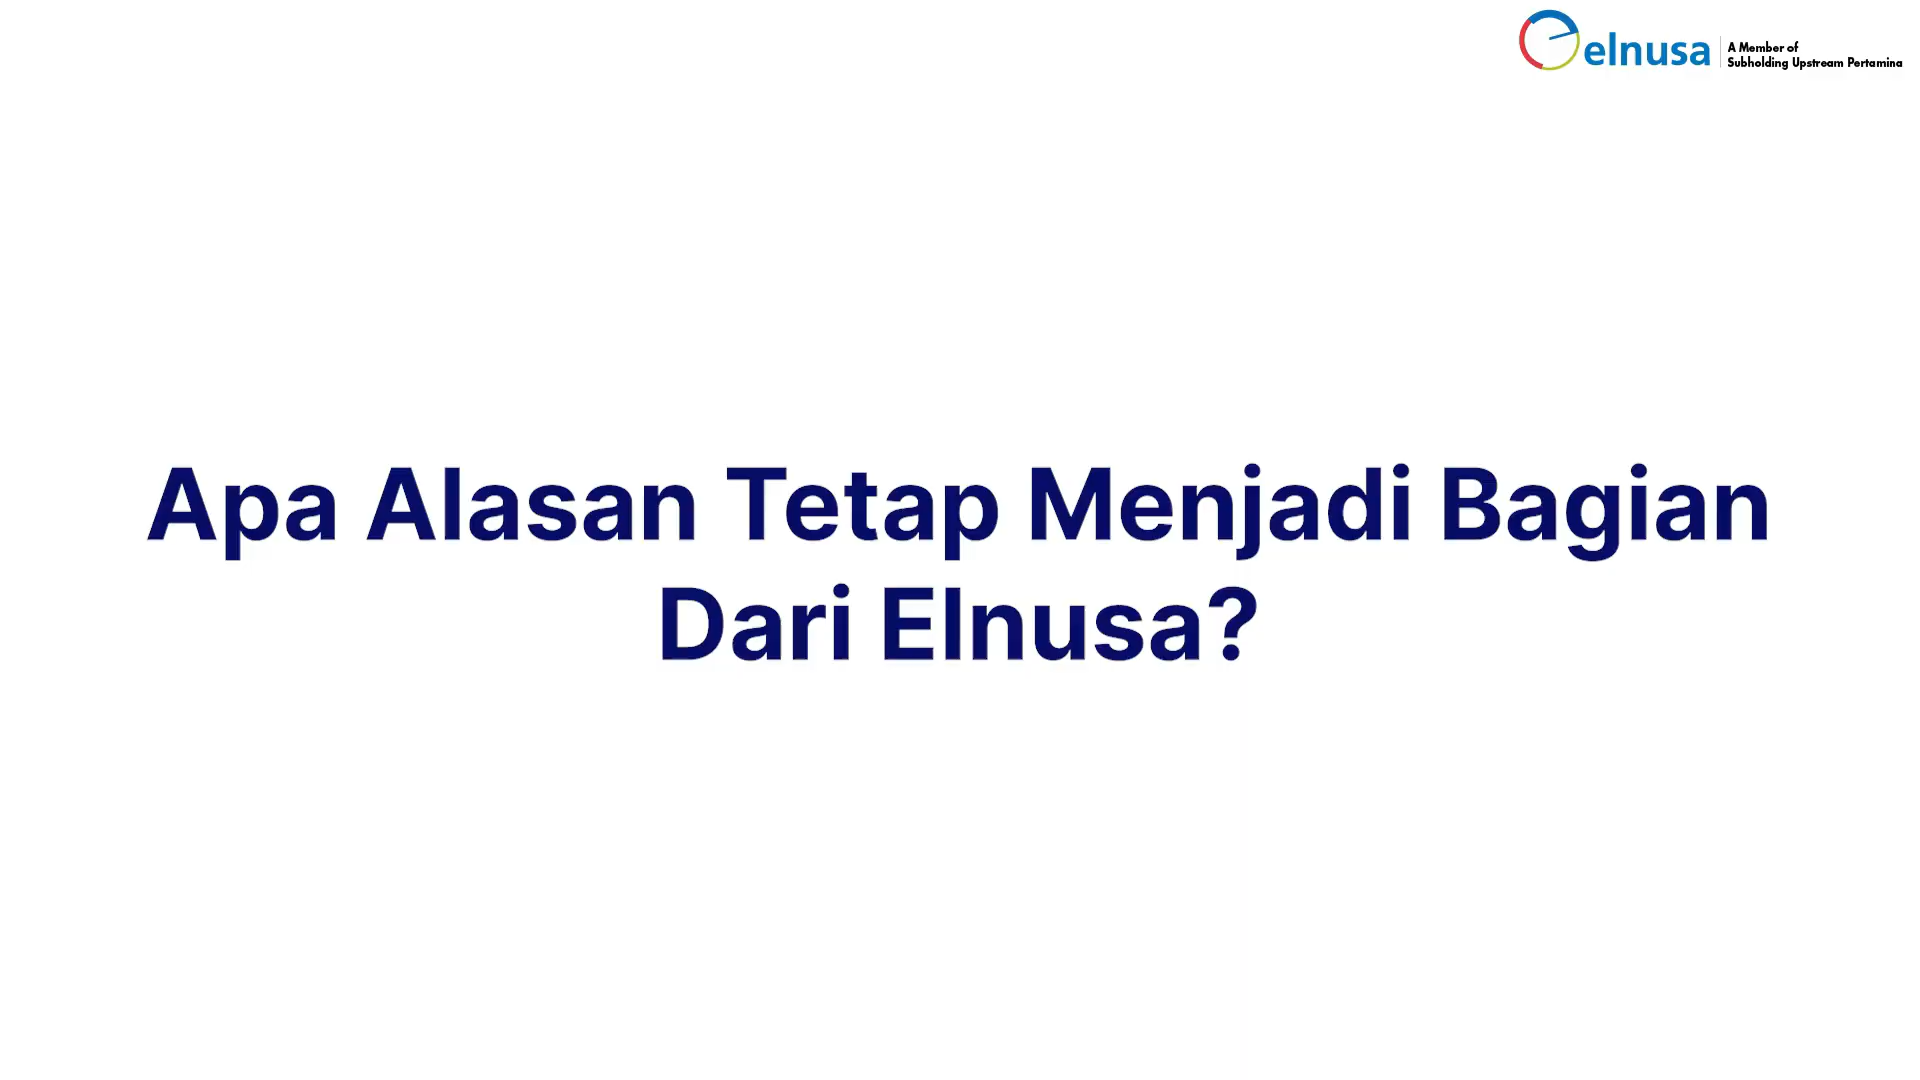 elnusa
A Member of
Subholding Upstream Pertamina
Apa Alasan Tetap Menjadi Bagian
Dari Elnusa?